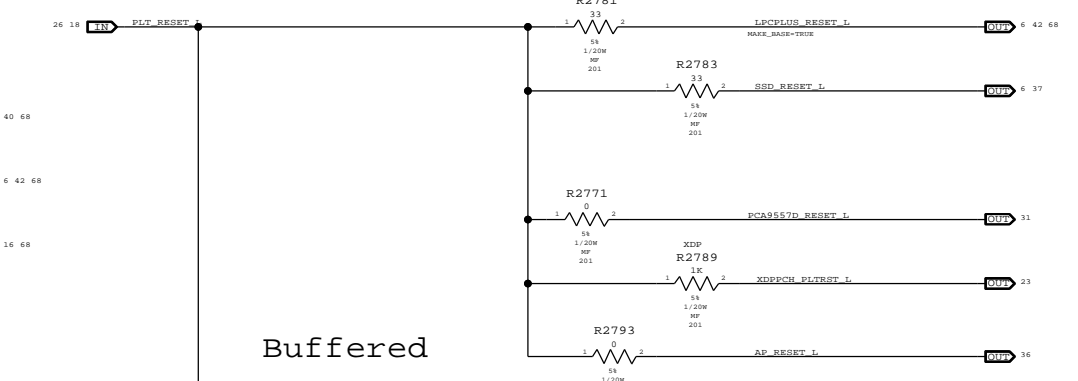 R2781
33
26 18 IN PLT_RESET_L
1 2 LPCPLUS_RESET_L OUT 6 42 68
5%
1/20W
MF
201
MAKE_BASE=TRUE
R2783
33
1 2 SSD_RESET_L OUT 6 37
5%
1/20W
MF
201
40 68
6 42 68
R2771
0
1 2 PCA9557D_RESET_L OUT 31
5%
1/20W
MF
201
16 68
XDP
R2789
1K
1 2 XDPPCH_PLTRST_L OUT 23
5%
1/20W
MF
201
R2793
0
1 2 AP_RESET_L OUT 36
5%
1/20W
Buffered